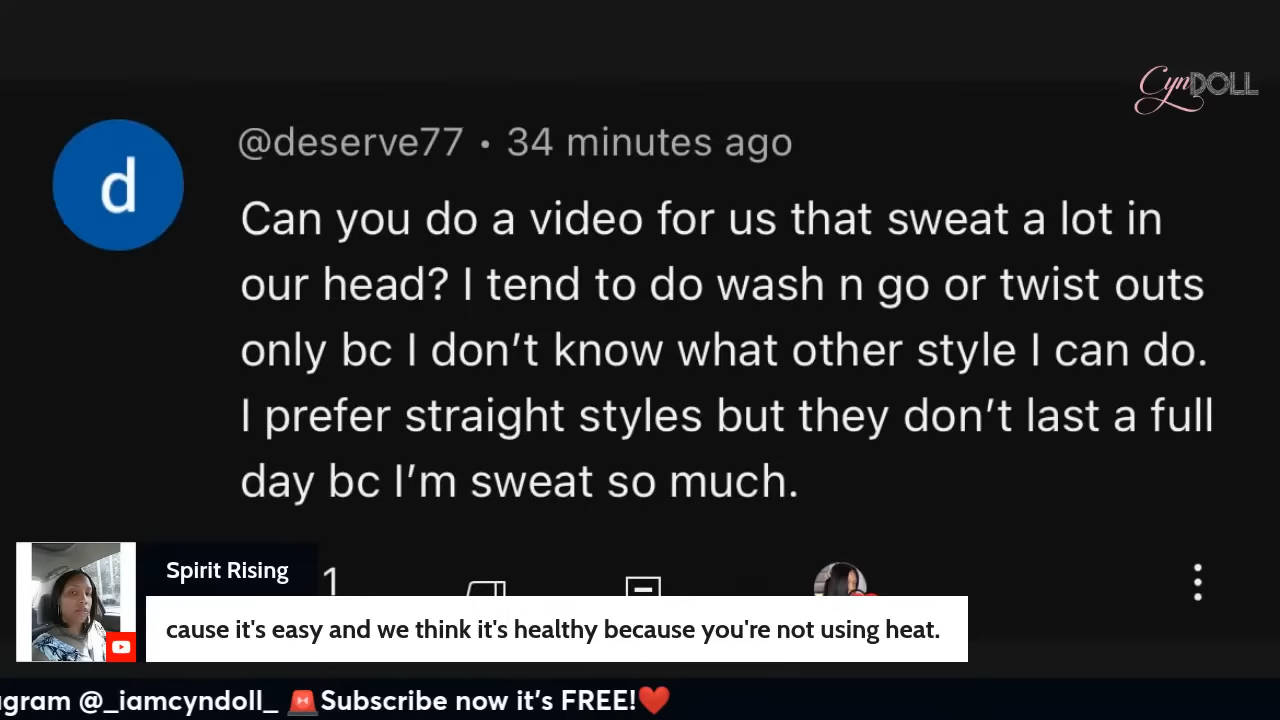 CynDOLL
d
@deserve77 • 34 minutes ago
Can you do a video for us that sweat a lot in
our head? I tend to do wash n go or twist outs
only bc I don’t know what other style I can do.
I prefer straight styles but they don’t last a full
day bc I’m sweat so much.
1
Spirit Rising
cause it's easy and we think it's healthy because you're not using heat.
agram @_iamcyndoll_ 🚨Subscribe now it's FREE!❤️